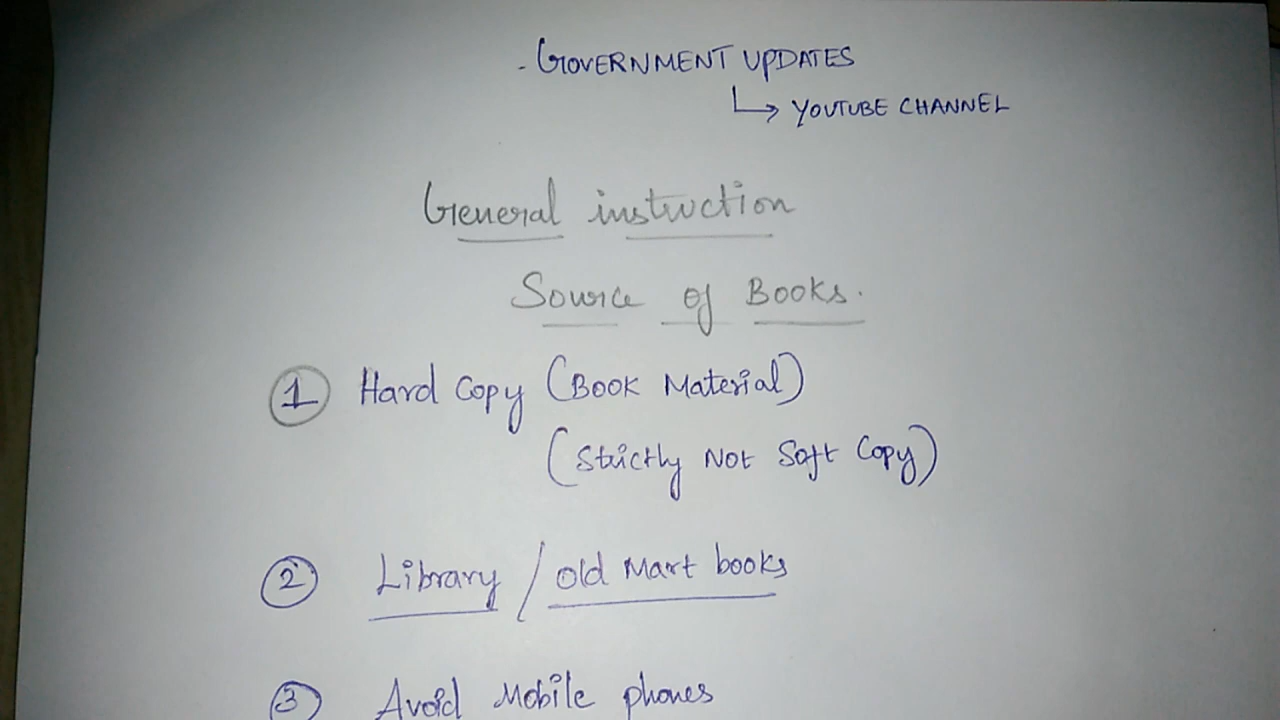 - GOVERNMENT UPDATES
↳ YOUTUBE CHANNEL
General instruction
Source of Books.
① Hard Copy (Book Material)
(Strictly Not Soft Copy)
② Library / old Mart books
③ Avoid Mobile phones